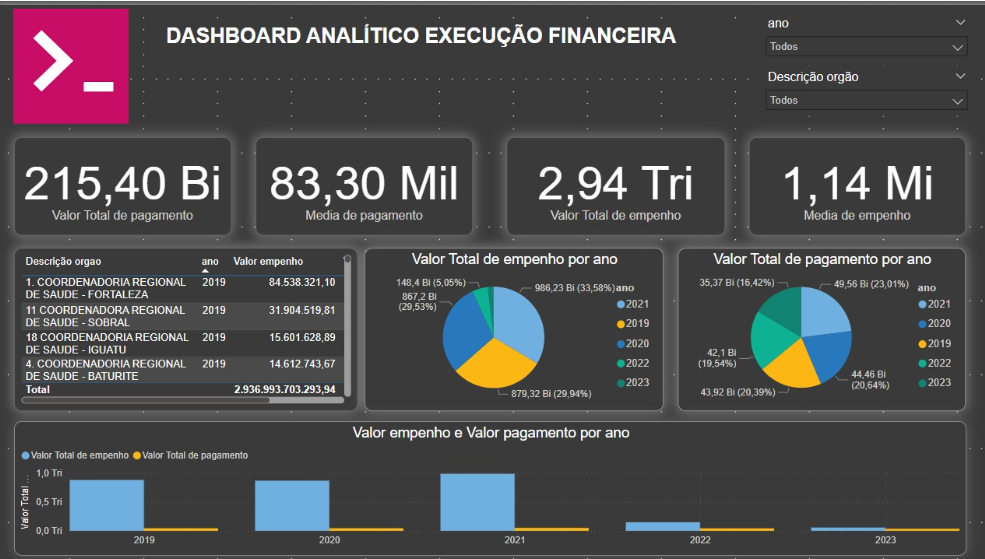 DASHBOARD ANALÍTICO EXECUÇÃO FINANCEIRA
ano
Todos
Descrição orgão
Todos
215,40 Bi
Valor Total de pagamento
83,30 Mil
Media de pagamento
2,94 Tri
Valor Total de empenho
1,14 Mi
Media de empenho
Descrição orgao ano Valor empenho
1. COORDENADORIA REGIONAL 2019 84.538.321,10
DE SAUDE - FORTALEZA
11 COORDENADORA REGIONAL 2019 31.904.519,81
DE SAUDE - SOBRAL
18 COORDENADORIA REGIONAL 2019 15.601.628,89
DE SAUDE - IGUATU
4. COORDENADORIA REGIONAL 2019 14.612.743,67
DE SAUDE - BATURITE
Total 2.936.993.703.293,94
Valor Total de empenho por ano
148,4 Bi (5,05%)
867,2 Bi
(29,53%)
986,23 Bi (33,58%)
879,32 Bi (29,94%)
ano
2021
2019
2020
2022
2023
Valor Total de pagamento por ano
35,37 Bi (16,42%)
49,56 Bi (23,01%)
42,1 Bi
(19,54%)
44,46 Bi
(20,64%)
43,92 Bi (20,39%)
ano
2021
2020
2019
2022
2023
Valor empenho e Valor pagamento por ano
Valor Total de empenho Valor Total de pagamento
Valor Total ...
1,0 Tri
0,5 Tri
0,0 Tri
2019 2020 2021 2022 2023